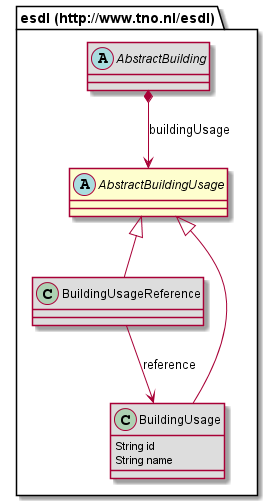 esdl (http://www.tno.nl/esdl)
A AbstractBuilding
buildingUsage
A AbstractBuildingUsage
C BuildingUsageReference
reference
C BuildingUsage
String id
String name